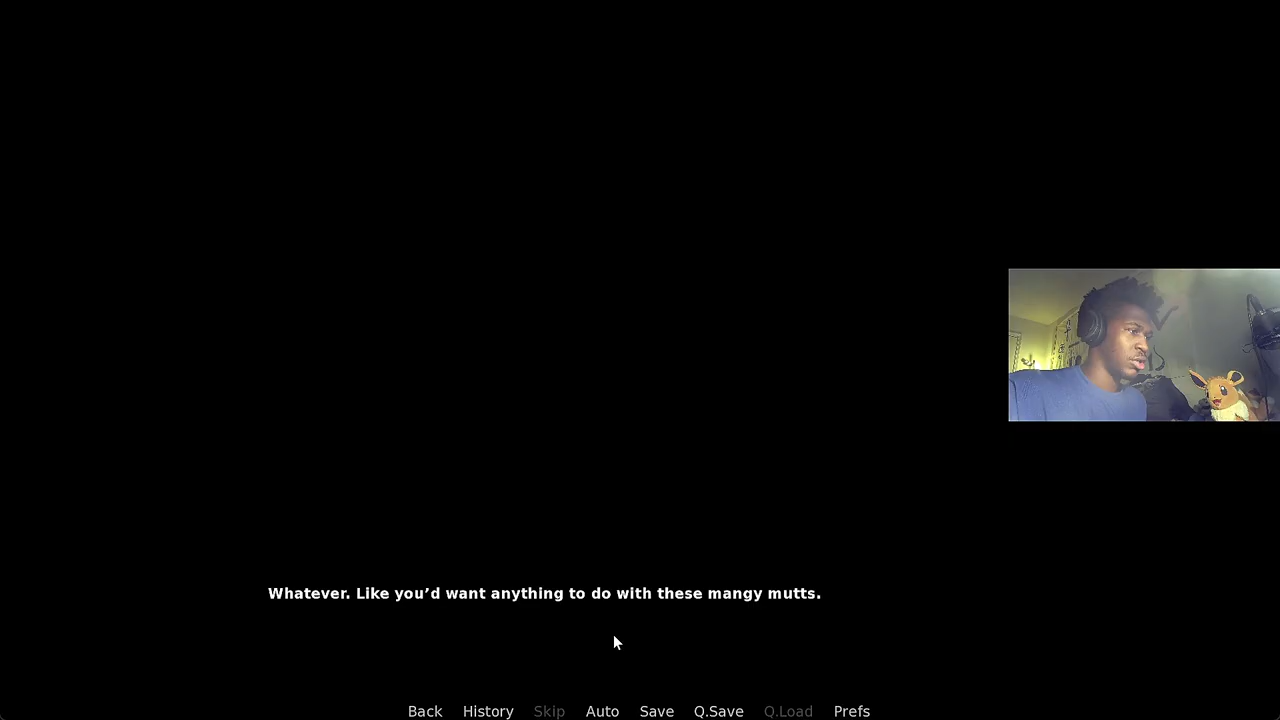 Whatever. Like you’d want anything to do with these mangy mutts.
Back History Skip Auto Save Q.Save Q.Load Prefs